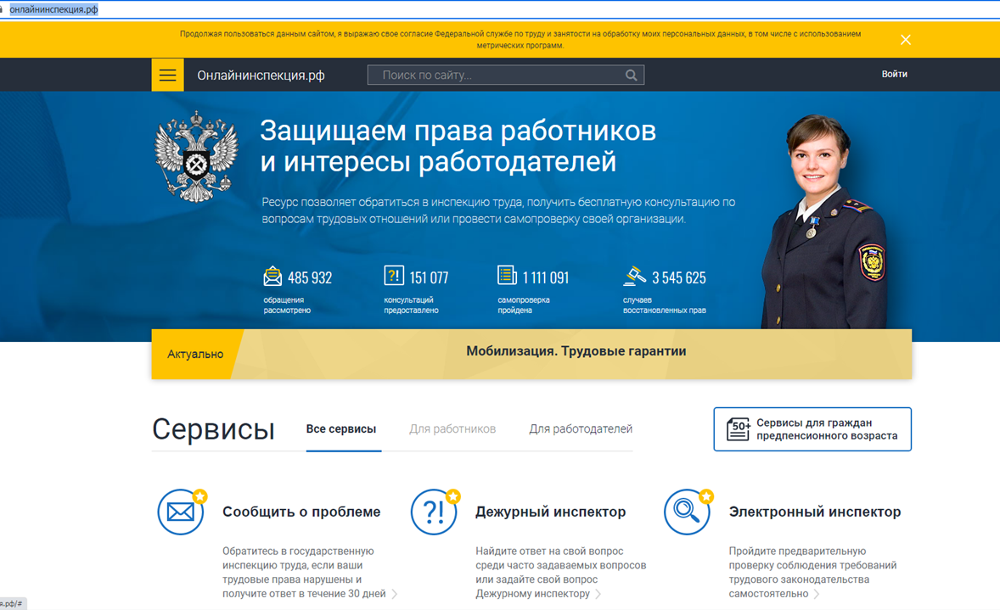 онлайнинспекция.рф
Продолжая пользоваться данным сайтом, я выражаю свое согласие Федеральной службе по труду и занятости на обработку моих персональных данных, в том числе с использованием
метрических программ.
Онлайнинспекция.рф
Поиск по сайту...
Войти
Защищаем права работников
и интересы работодателей
Ресурс позволяет обратиться в инспекцию труда, получить бесплатную консультацию по
вопросам трудовых отношений или провести самопроверку своей организации.
485 932
151 077
1 111 091
3 545 625
обращения
рассмотрено
консультаций
предоставлено
самопроверка
пройдена
случаев
восстановленных прав
Актуально
Мобилизация. Трудовые гарантии
Сервисы
Все сервисы
Для работников
Для работодателей
50+
Сервисы для граждан
предпенсионного возраста
Сообщить о проблеме
Обратитесь в государственную
инспекцию труда, если ваши
трудовые права нарушены и
получите ответ в течение 30 дней
?!
Дежурный инспектор
Найдите ответ на свой вопрос
среди часто задаваемых вопросов
или задайте свой вопрос
Дежурному инспектору
Электронный инспектор
Пройдите предварительную
проверку соблюдения требований
трудового законодательства
самостоятельно
я.рф/#